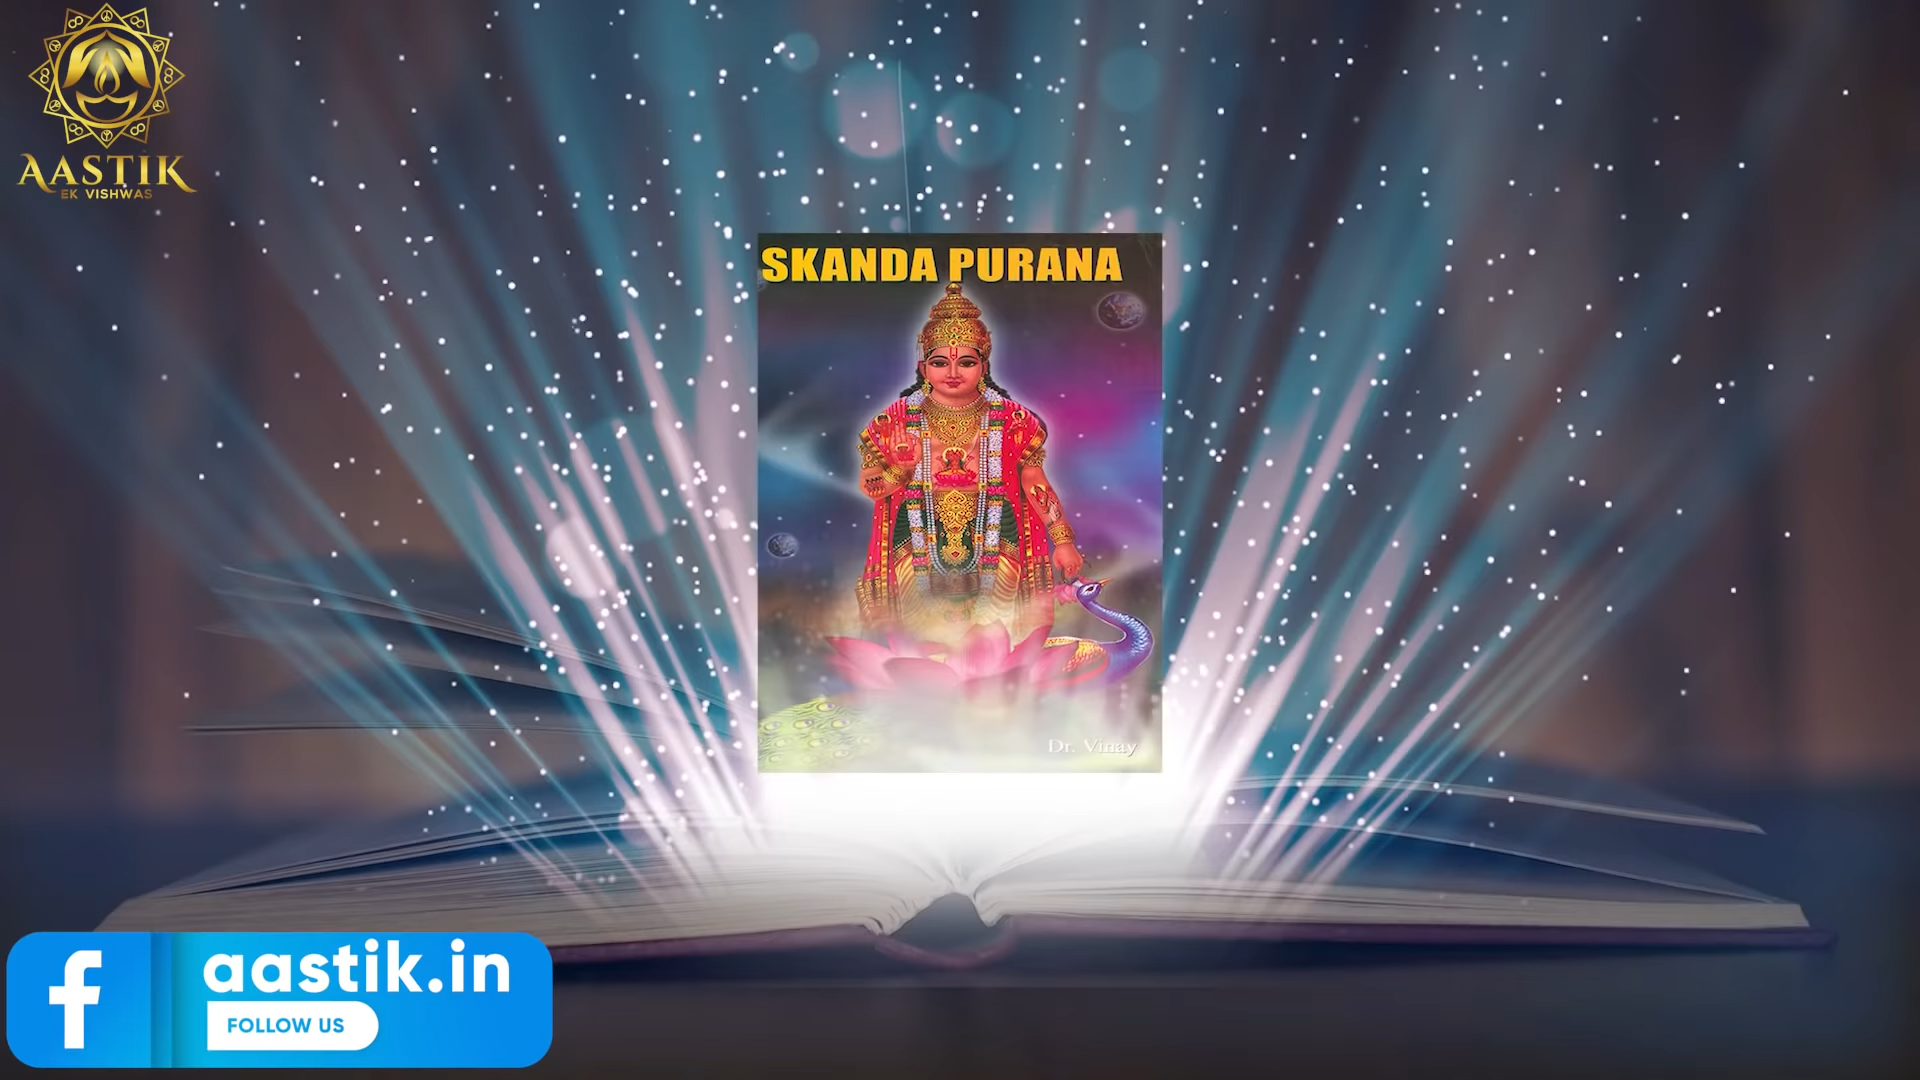 AASTIK
EK VISHWAS
SKANDA PURANA
Dr. Vinay
aastik.in
FOLLOW US